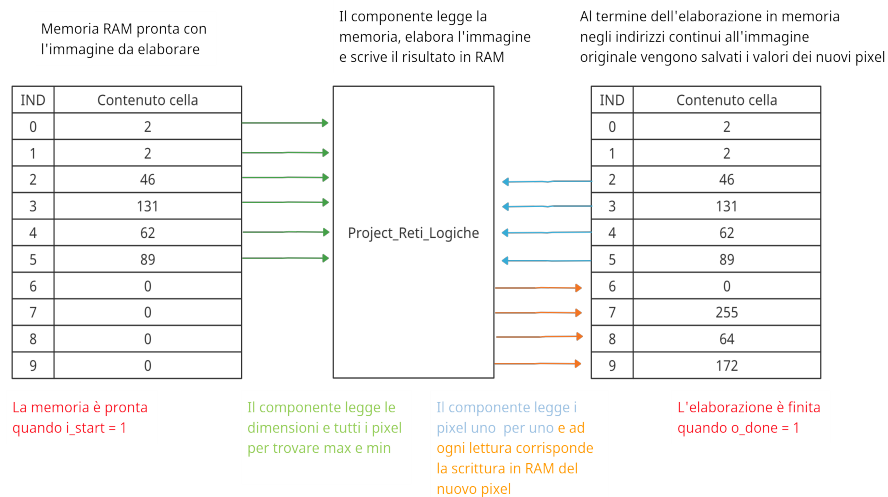 Memoria RAM pronta con
l'immagine da elaborare
Il componente legge la
memoria, elabora l'immagine
e scrive il risultato in RAM
Al termine dell'elaborazione in memoria
negli indirizzi continui all'immagine
originale vengono salvati i valori dei nuovi pixel
IND Contenuto cella
0 2
1 2
2 46
3 131
4 62
5 89
6 0
7 0
8 0
9 0
Project_Reti_Logiche
IND Contenuto cella
0 2
1 2
2 46
3 131
4 62
5 89
6 0
7 255
8 64
9 172
La memoria è pronta
quando i_start = 1
Il componente legge le
dimensioni e tutti i pixel
per trovare max e min
Il componente legge i
pixel uno per uno e ad
ogni lettura corrisponde
la scrittura in RAM del
nuovo pixel
L'elaborazione è finita
quando o_done = 1